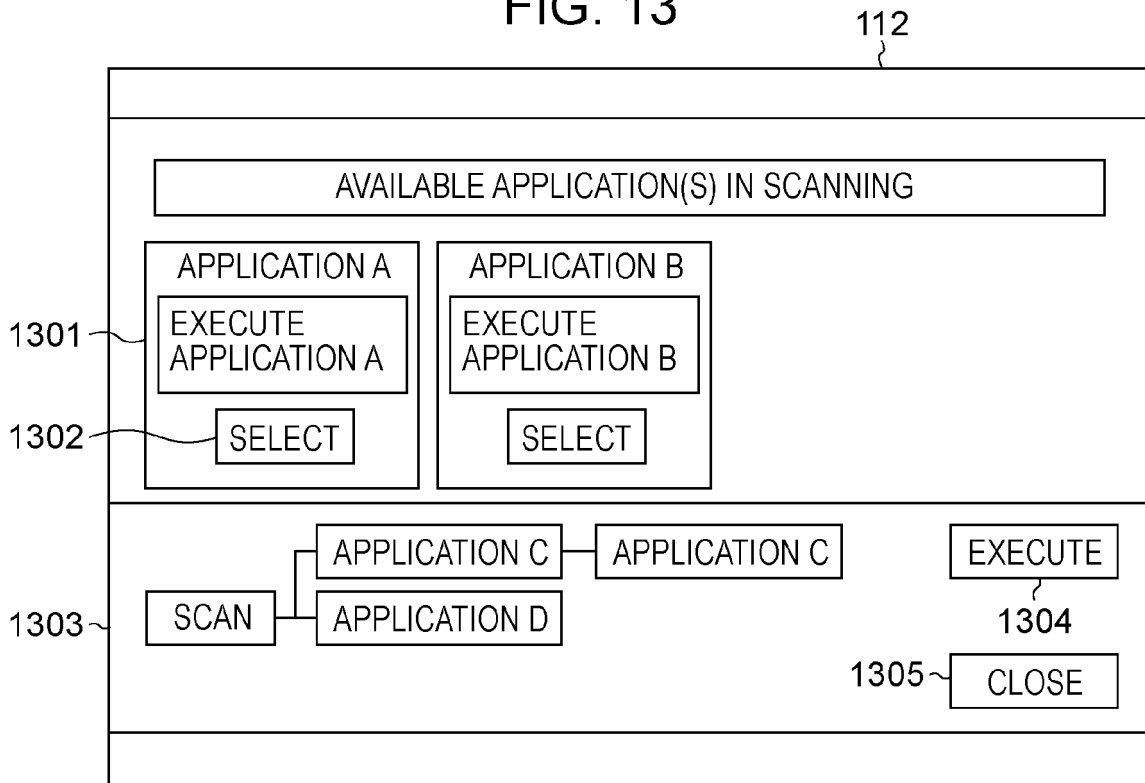 FIG. 13
112
AVAILABLE APPLICATION(S) IN SCANNING
APPLICATION A
APPLICATION B
1301
EXECUTE
APPLICATION A
EXECUTE
APPLICATION B
1302
SELECT
SELECT
APPLICATION C
APPLICATION C
EXECUTE
1304
1303
SCAN
APPLICATION D
1305
CLOSE